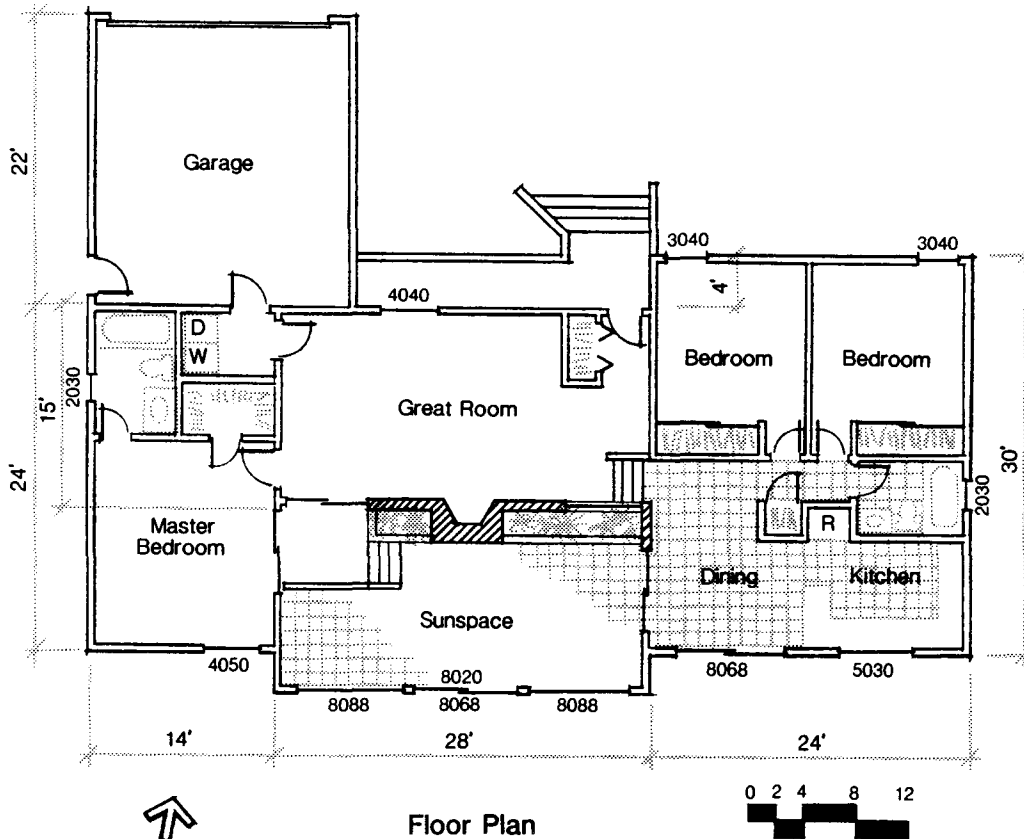 22'
Garage
3040
3040
4'
4040
D
W
Bedroom
Bedroom
2030
15'
Great Room
24'
30'
2030
Master
Bedroom
R
Dining
Kitchen
Sunspace
4050
8020
8068
5030
8088
8068
8088
14'
28'
24'
0 2 4 8 12
Floor Plan